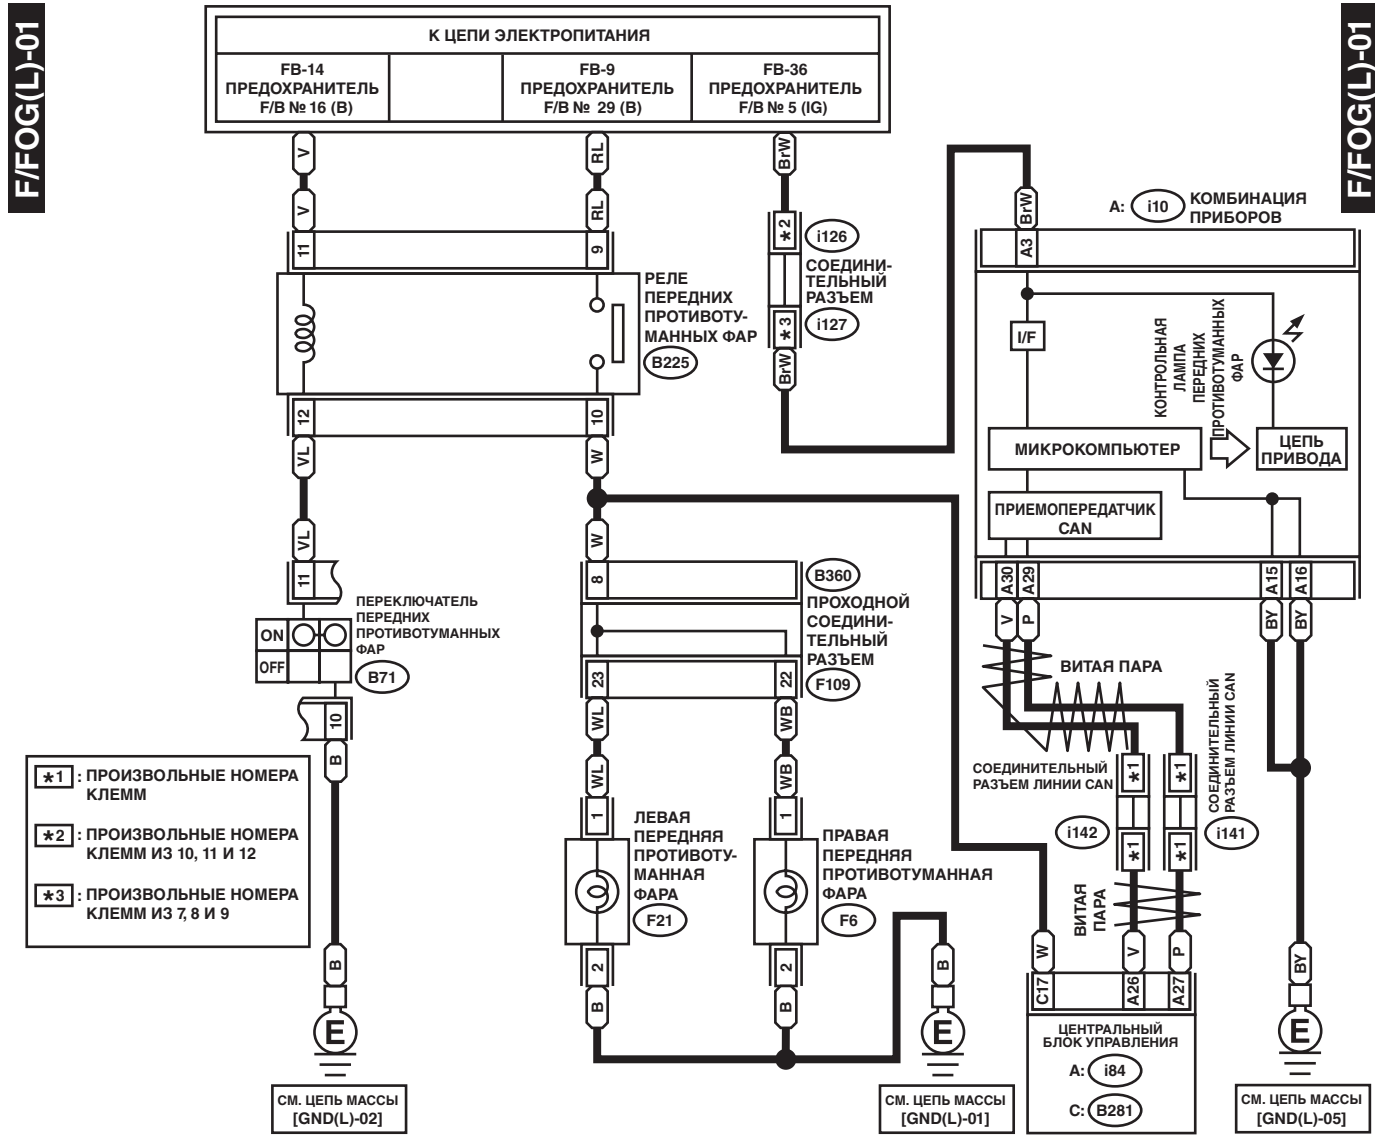 F/FOG(L)-01
F/FOG(L)-01
К ЦЕПИ ЭЛЕКТРОПИТАНИЯ
FB-14
ПРЕДОХРАНИТЕЛЬ
F/B № 16 (B)
FB-9
ПРЕДОХРАНИТЕЛЬ
F/B № 29 (B)
FB-36
ПРЕДОХРАНИТЕЛЬ
F/B № 5 (IG)
V
RL
BrW
V
RL
11
9
*2
i126
СОЕДИНИ-
ТЕЛЬНЫЙ
РАЗЪЕМ
*3
i127
BrW
BrW
A: i10 КОМБИНАЦИЯ
ПРИБОРОВ
A3
РЕЛЕ
ПЕРЕДНИХ
ПРОТИВОТУ-
МАННЫХ ФАР
B225
I/F
КОНТРОЛЬНАЯ
ЛАМПА
ПЕРЕДНИХ
ПРОТИВОТУМАННЫХ
ФАР
12
10
VL
W
МИКРОКОМПЬЮТЕР
ЦЕПЬ
ПРИВОДА
ПРИЕМОПЕРЕДАТЧИК
CAN
VL
W
11
8
B360
ПРОХОДНОЙ
СОЕДИНИ-
ТЕЛЬНЫЙ
РАЗЪЕМ
F109
A30
A29
A15
A16
V
P
BY
BY
ПЕРЕКЛЮЧАТЕЛЬ
ПЕРЕДНИХ
ПРОТИВОТУМАННЫХ
ФАР
B71
ON
OFF
10
B
23
22
WL
WB
WL
WB
1
1
ВИТАЯ ПАРА
СОЕДИНИТЕЛЬНЫЙ
РАЗЪЕМ ЛИНИИ CAN
*1
*1
СОЕДИНИТЕЛЬНЫЙ
РАЗЪЕМ ЛИНИИ CAN
i142
*1
*1
i141
*1 : ПРОИЗВОЛЬНЫЕ НОМЕРА
КЛЕММ
*2 : ПРОИЗВОЛЬНЫЕ НОМЕРА
КЛЕММ ИЗ 10, 11 И 12
*3 : ПРОИЗВОЛЬНЫЕ НОМЕРА
КЛЕММ ИЗ 7, 8 И 9
ЛЕВАЯ
ПЕРЕДНЯЯ
ПРОТИВОТУ-
МАННАЯ
ФАРА
F21
ПРАВАЯ
ПЕРЕДНЯЯ
ПРОТИВОТУМАННАЯ
ФАРА
F6
ВИТАЯ
ПАРА
2
2
B
B
B
B
W
V
P
BY
C17
A26
A27
E
E
E
ЦЕНТРАЛЬНЫЙ
БЛОК УПРАВЛЕНИЯ
A: i84
C: B281
СМ. ЦЕПЬ МАССЫ
[GND(L)-02]
СМ. ЦЕПЬ МАССЫ
[GND(L)-01]
СМ. ЦЕПЬ МАССЫ
[GND(L)-05]